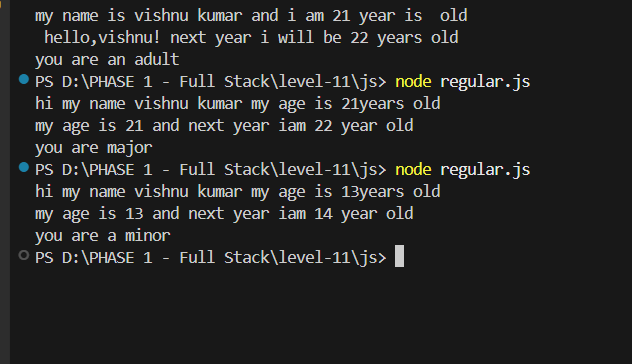 my name is vishnu kumar and i am 21 year is  old
 hello,vishnu! next year i will be 22 years old
you are an adult
PS D:\PHASE 1 - Full Stack\level-11\js> node regular.js
hi my name vishnu kumar my age is 21years old
my age is 21 and next year iam 22 year old
you are major
PS D:\PHASE 1 - Full Stack\level-11\js> node regular.js
hi my name vishnu kumar my age is 13years old
my age is 13 and next year iam 14 year old
you are a minor
PS D:\PHASE 1 - Full Stack\level-11\js>